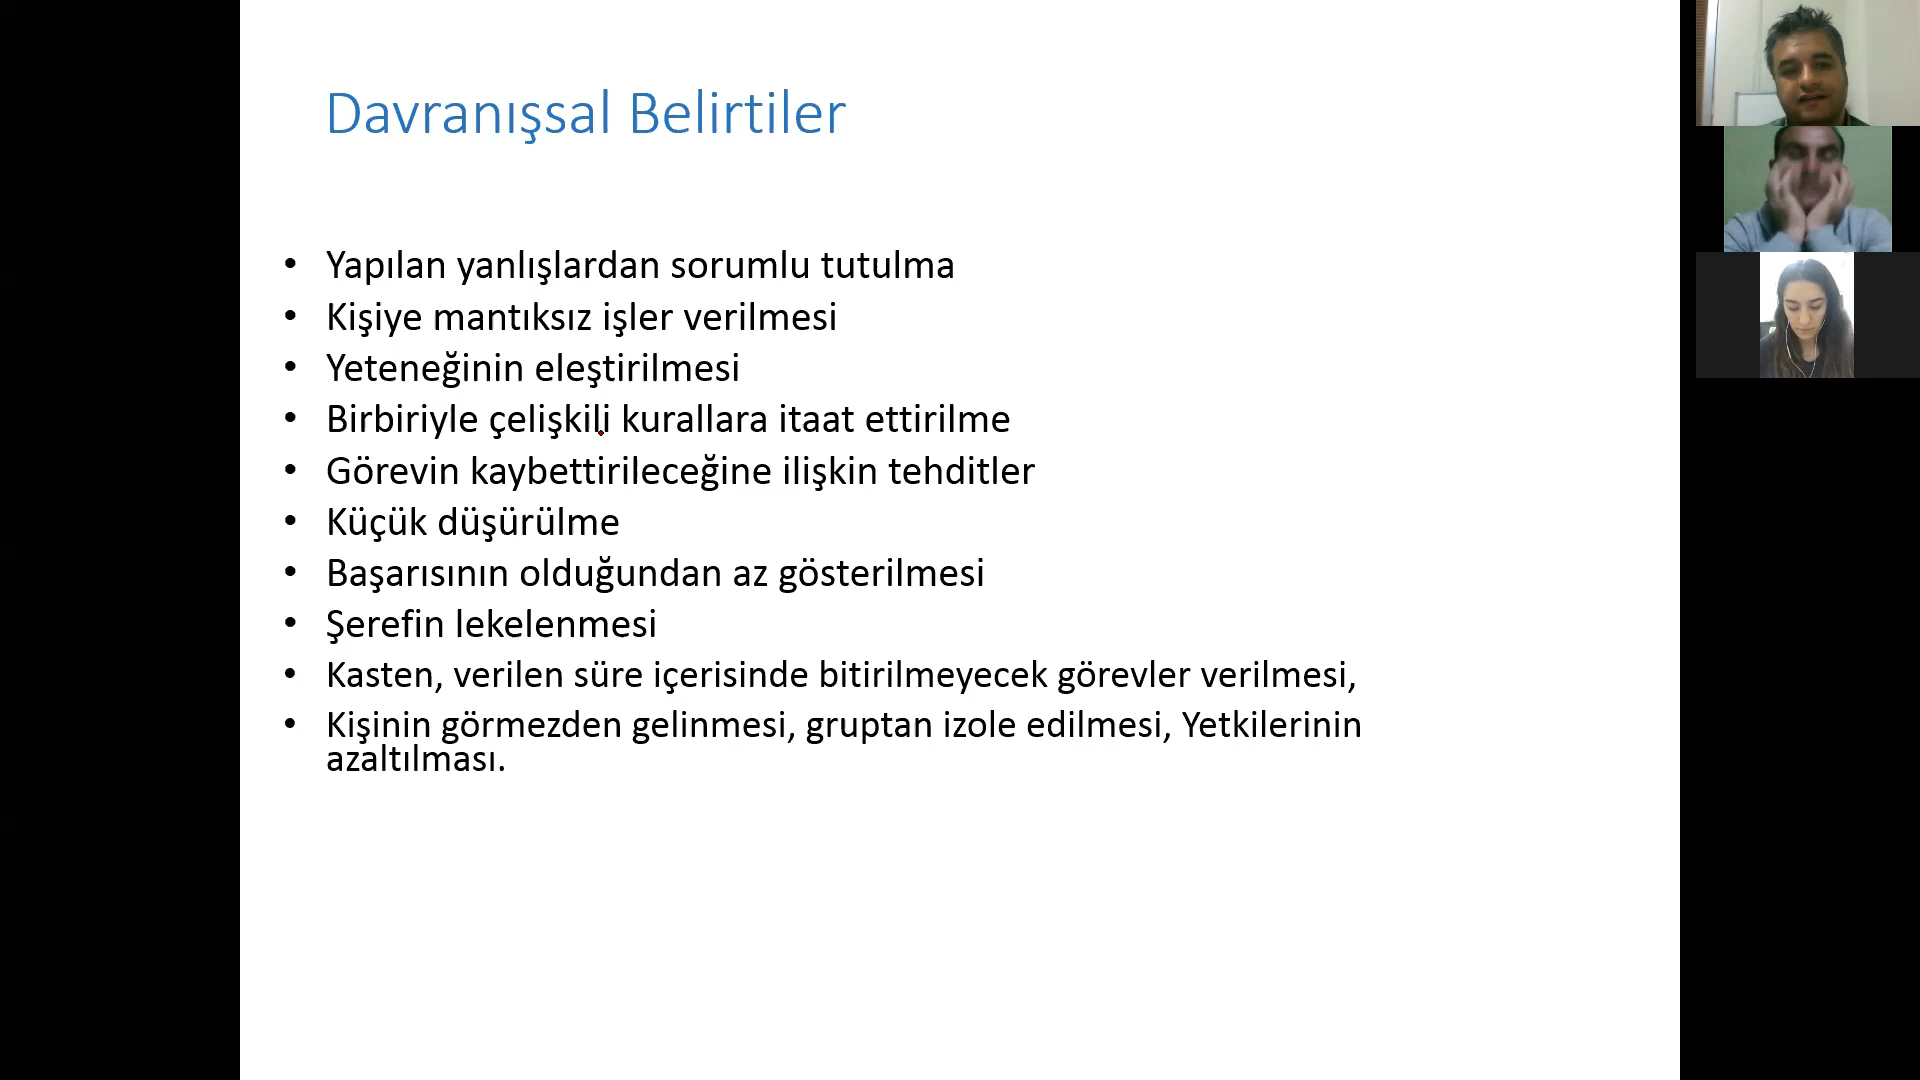 Davranışsal Belirtiler
• Yapılan yanlışlardan sorumlu tutulma
• Kişiye mantıksız işler verilmesi
• Yeteneğinin eleştirilmesi
• Birbiriyle çelişkili kurallara itaat ettirilme
• Görevin kaybettirileceğine ilişkin tehditler
• Küçük düşürülme
• Başarısının olduğundan az gösterilmesi
• Şerefin lekelenmesi
• Kasten, verilen süre içerisinde bitirilmeyecek görevler verilmesi,
• Kişinin görmezden gelinmesi, gruptan izole edilmesi, Yetkilerinin
azaltılması.